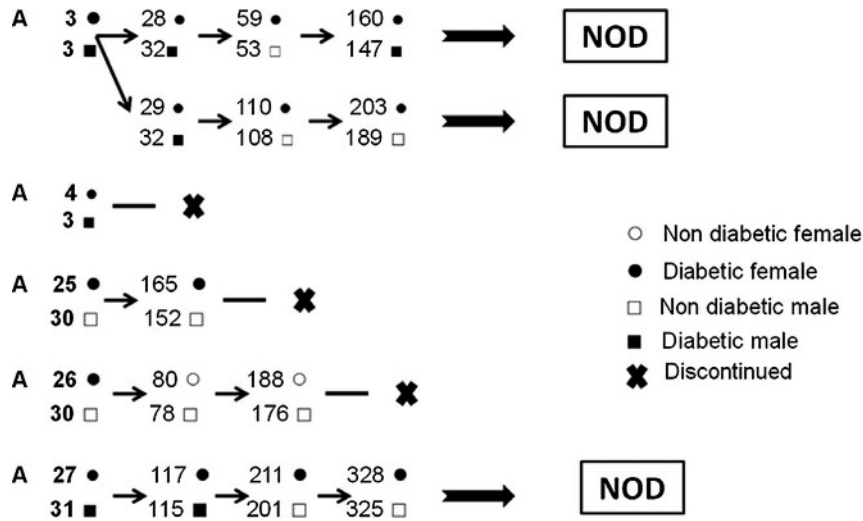 A 3 28 59 160
3 32 53 147 NOD
29 110 203
32 108 189 NOD
A 4
3
A 25 165
30 152
A 26 80 188
30 78 176
A 27 117 211 328
31 115 201 325 NOD
Non diabetic female
Diabetic female
Non diabetic male
Diabetic male
Discontinued